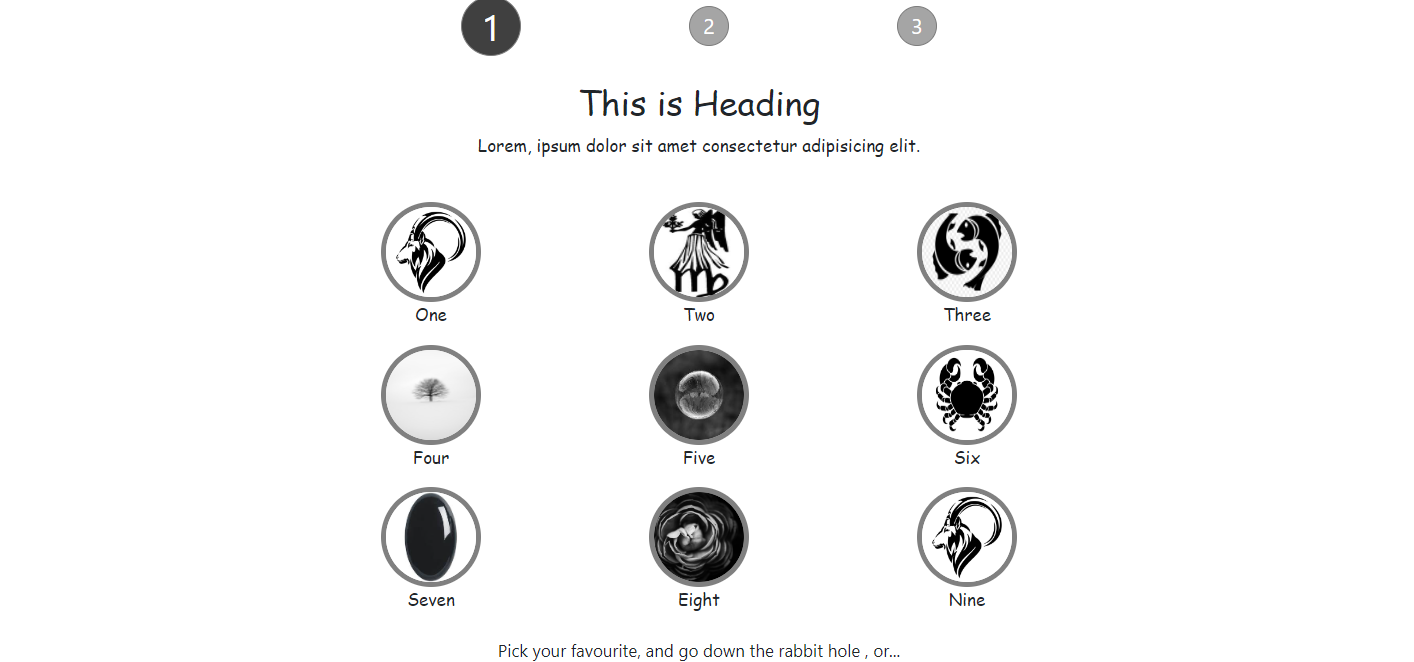 1 2 3
This is Heading
Lorem, ipsum dolor sit amet consectetur adipisicing elit.
One Two Three
Four Five Six
Seven Eight Nine
Pick your favourite, and go down the rabbit hole , or...